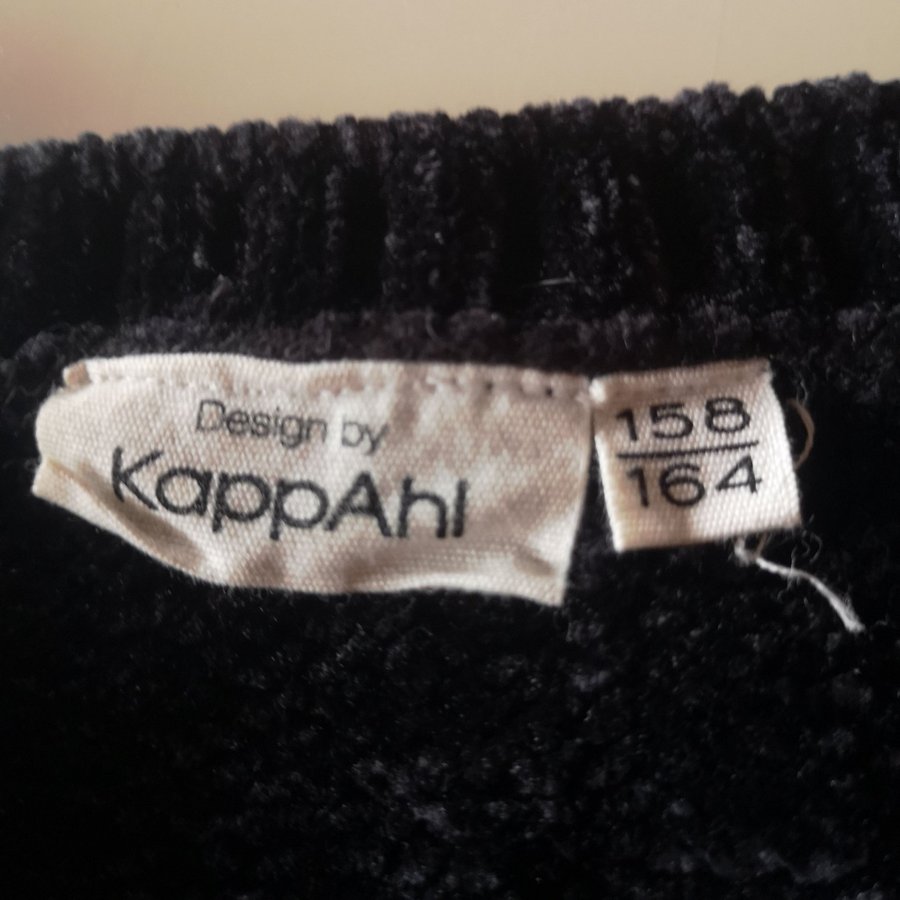 Design by
KappAhl
158
164